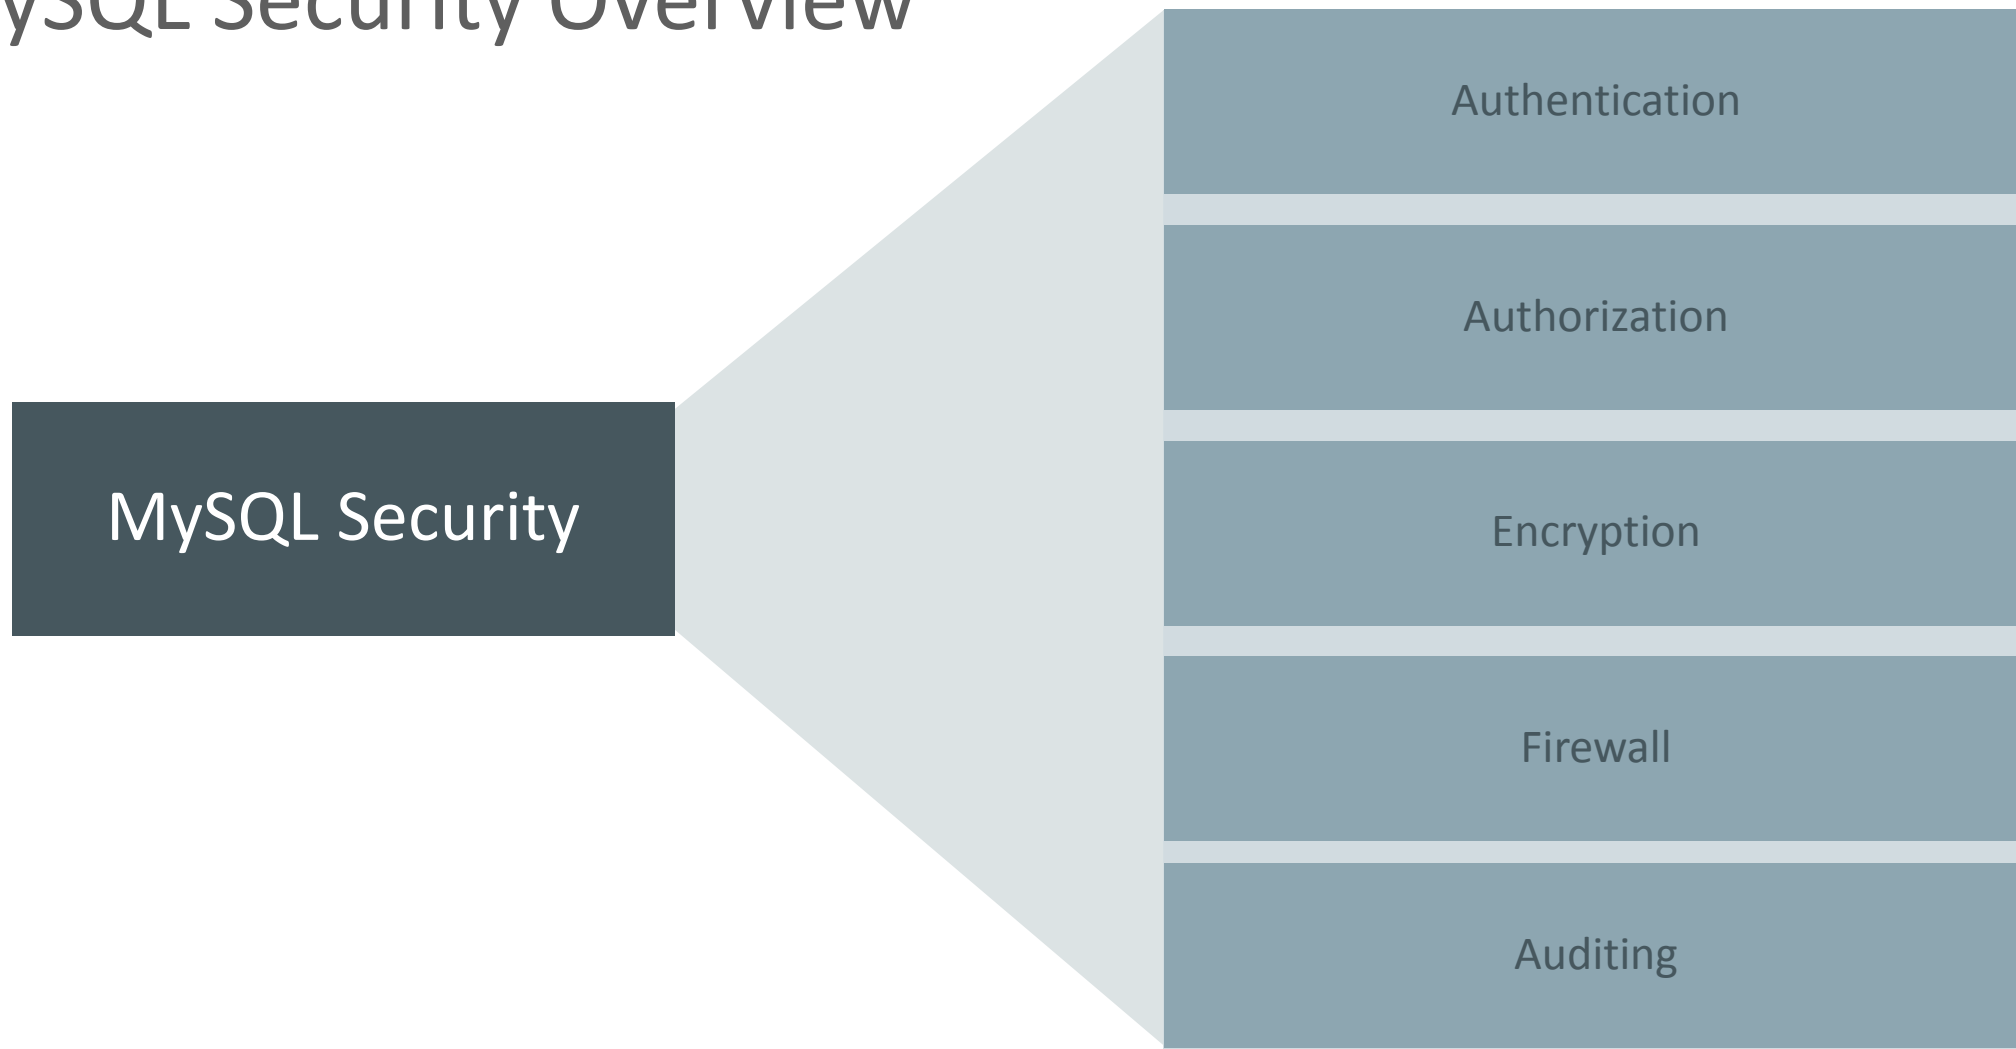 ySQL Security Overview
Authentication
Authorization
MySQL Security
Encryption
Firewall
Auditing